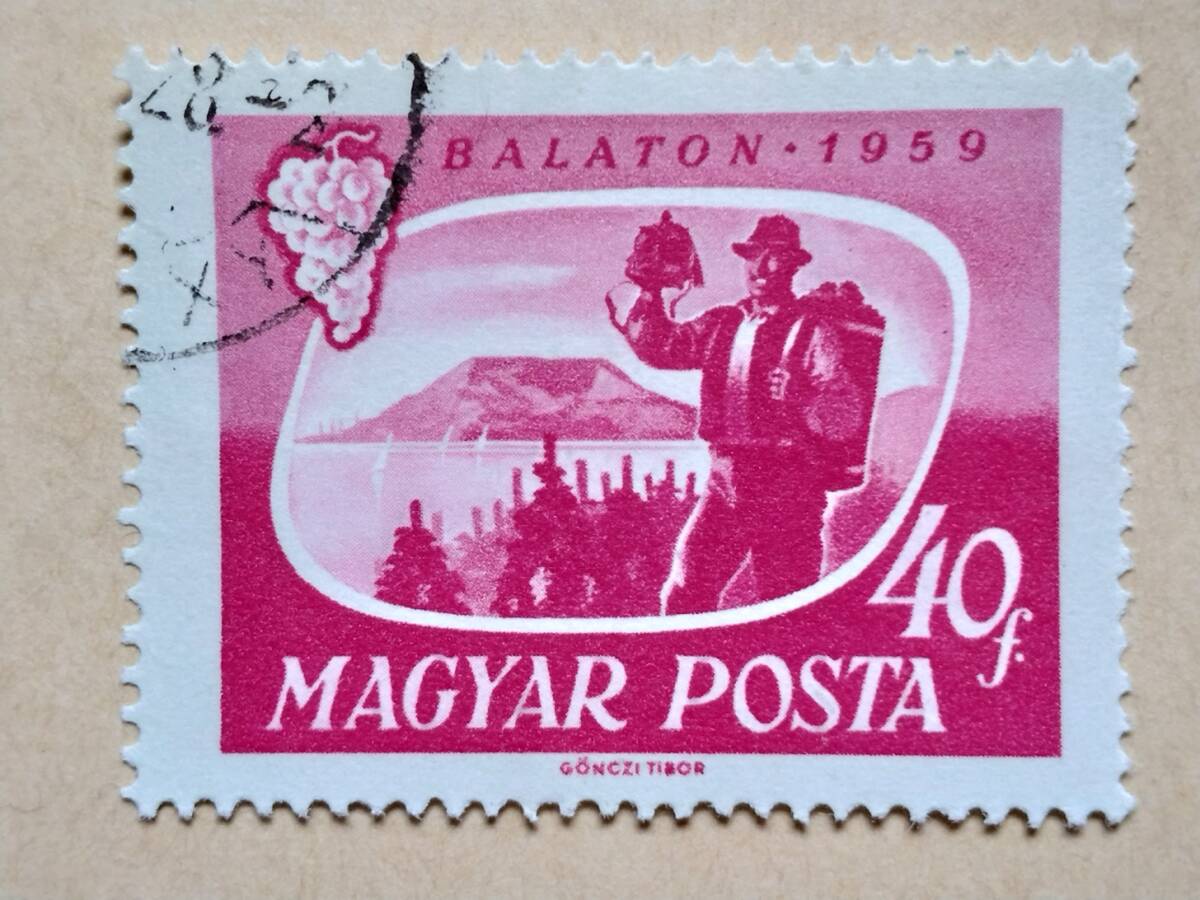 BALATON · 1959
40f.
MAGYAR POSTA
GÖNCZI TIBOR